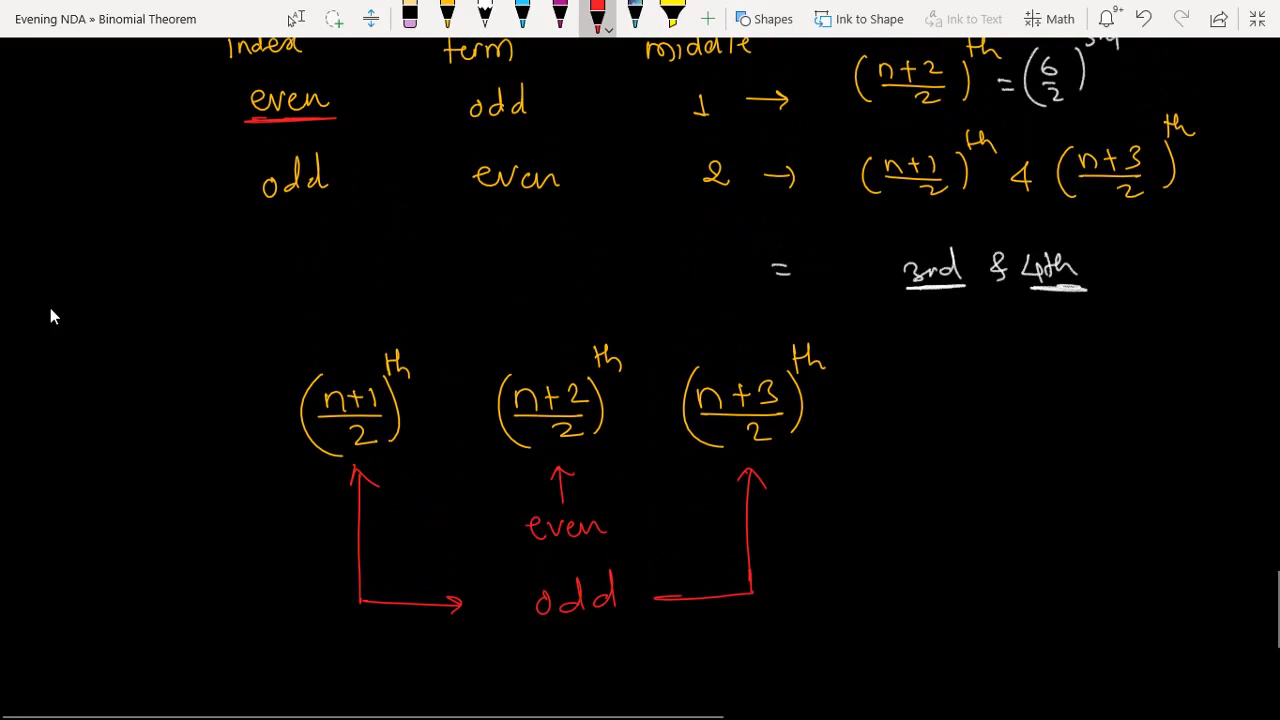 Evening NDA » Binomial Theorem
Shapes Ink to Shape Ink to Text Math 9+
index term middle
even odd 1 → (n+2/2)th = (6/2)3rd
odd even 2 → (n+1/2)th & (n+3/2)th
= 3rd & 4th
(n+1/2)th (n+2/2)th (n+3/2)th
even
odd